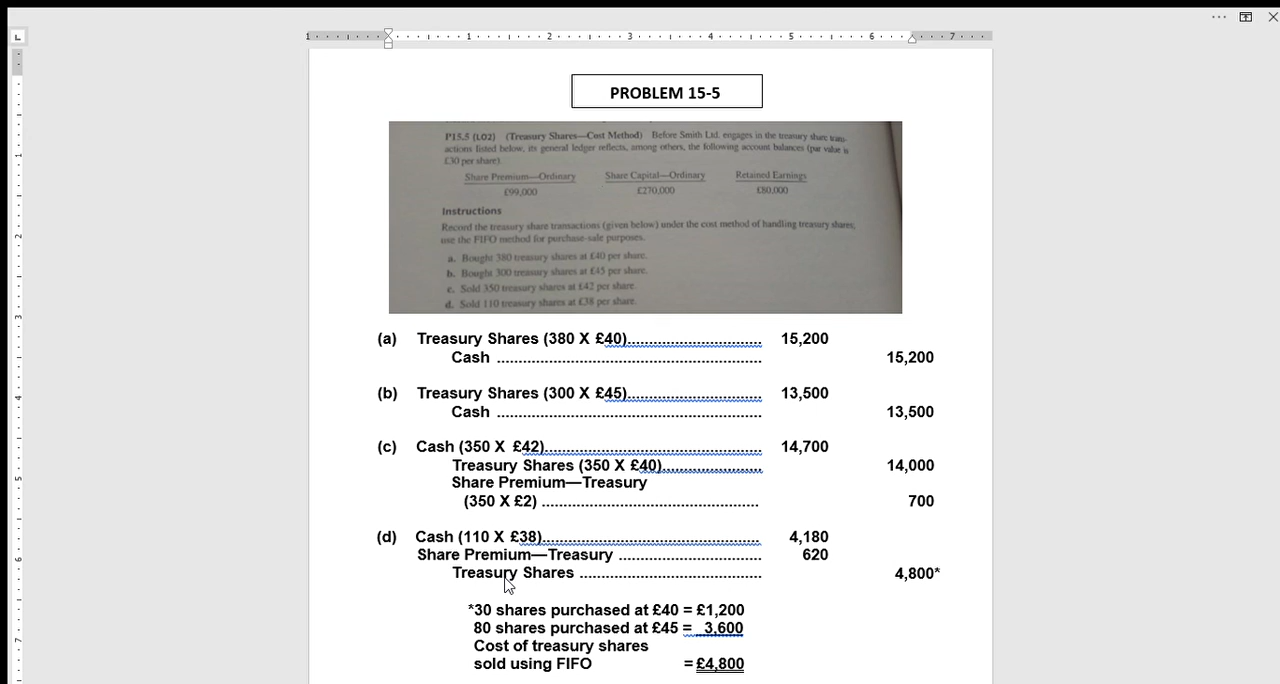 PROBLEM 15-5
P15.5 (LO2) (Treasury Shares—Cost Method) Before Smith Ltd. engages in the treasury share tran-
actions listed below, its general ledger reflects, among others, the following account balances (par value is
£30 per share).
Share Premium—Ordinary Share Capital—Ordinary Retained Earnings
£99,000 £270,000 £80,000
Instructions
Record the treasury share transactions (given below) under the cost method of handling treasury shares;
use the FIFO method for purchase-sale purposes.
a. Bought 380 treasury shares at £40 per share.
b. Bought 300 treasury shares at £45 per share.
c. Sold 350 treasury shares at £42 per share.
d. Sold 110 treasury shares at £38 per share.
(a) Treasury Shares (380 X £40) 15,200
Cash 15,200
(b) Treasury Shares (300 X £45) 13,500
Cash 13,500
(c) Cash (350 X £42) 14,700
Treasury Shares (350 X £40) 14,000
Share Premium—Treasury
(350 X £2) 700
(d) Cash (110 X £38) 4,180
Share Premium—Treasury 620
Treasury Shares 4,800*
*30 shares purchased at £40 = £1,200
80 shares purchased at £45 = 3,600
Cost of treasury shares
sold using FIFO = £4,800